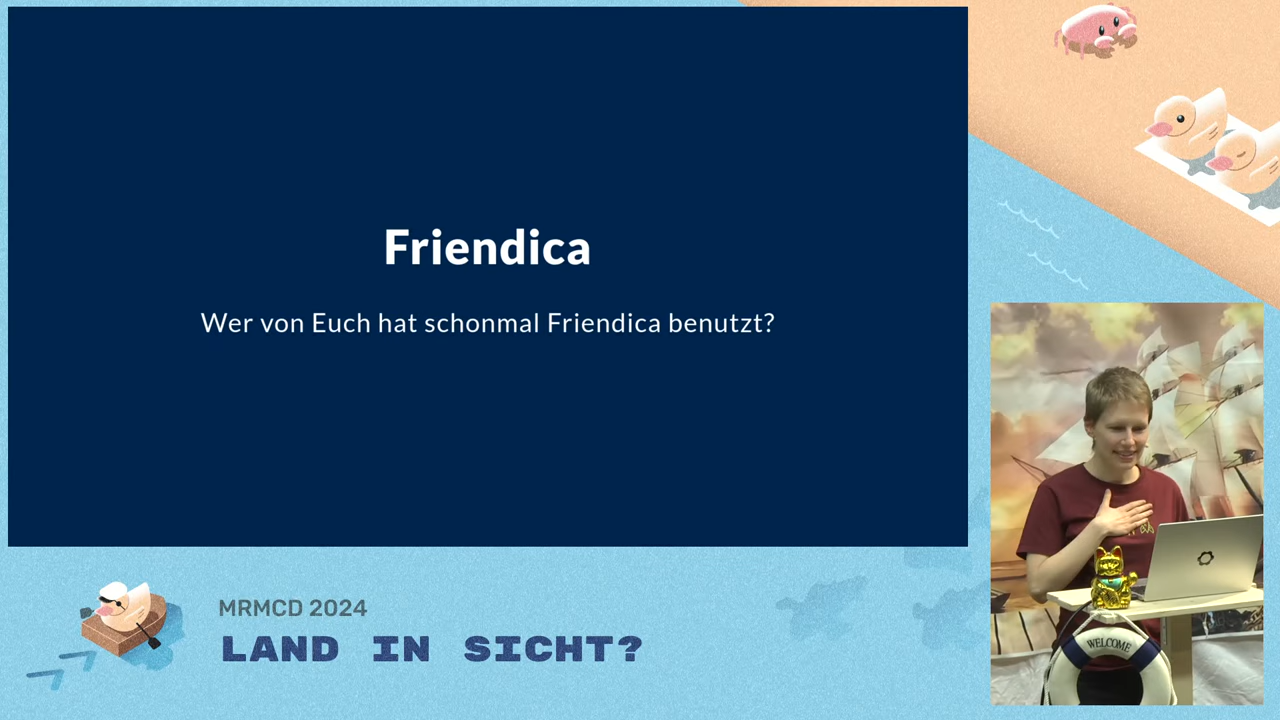 Friendica
Wer von Euch hat schonmal Friendica benutzt?
MRMCD 2024
LAND IN SICHT?
WELCOME